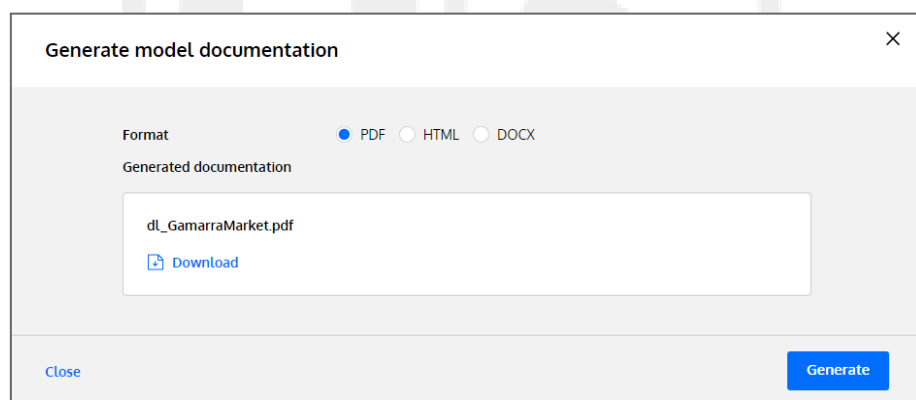 Generate model documentation
Format PDF HTML DOCX
Generated documentation
dl_GamarraMarket.pdf
Download
Close Generate